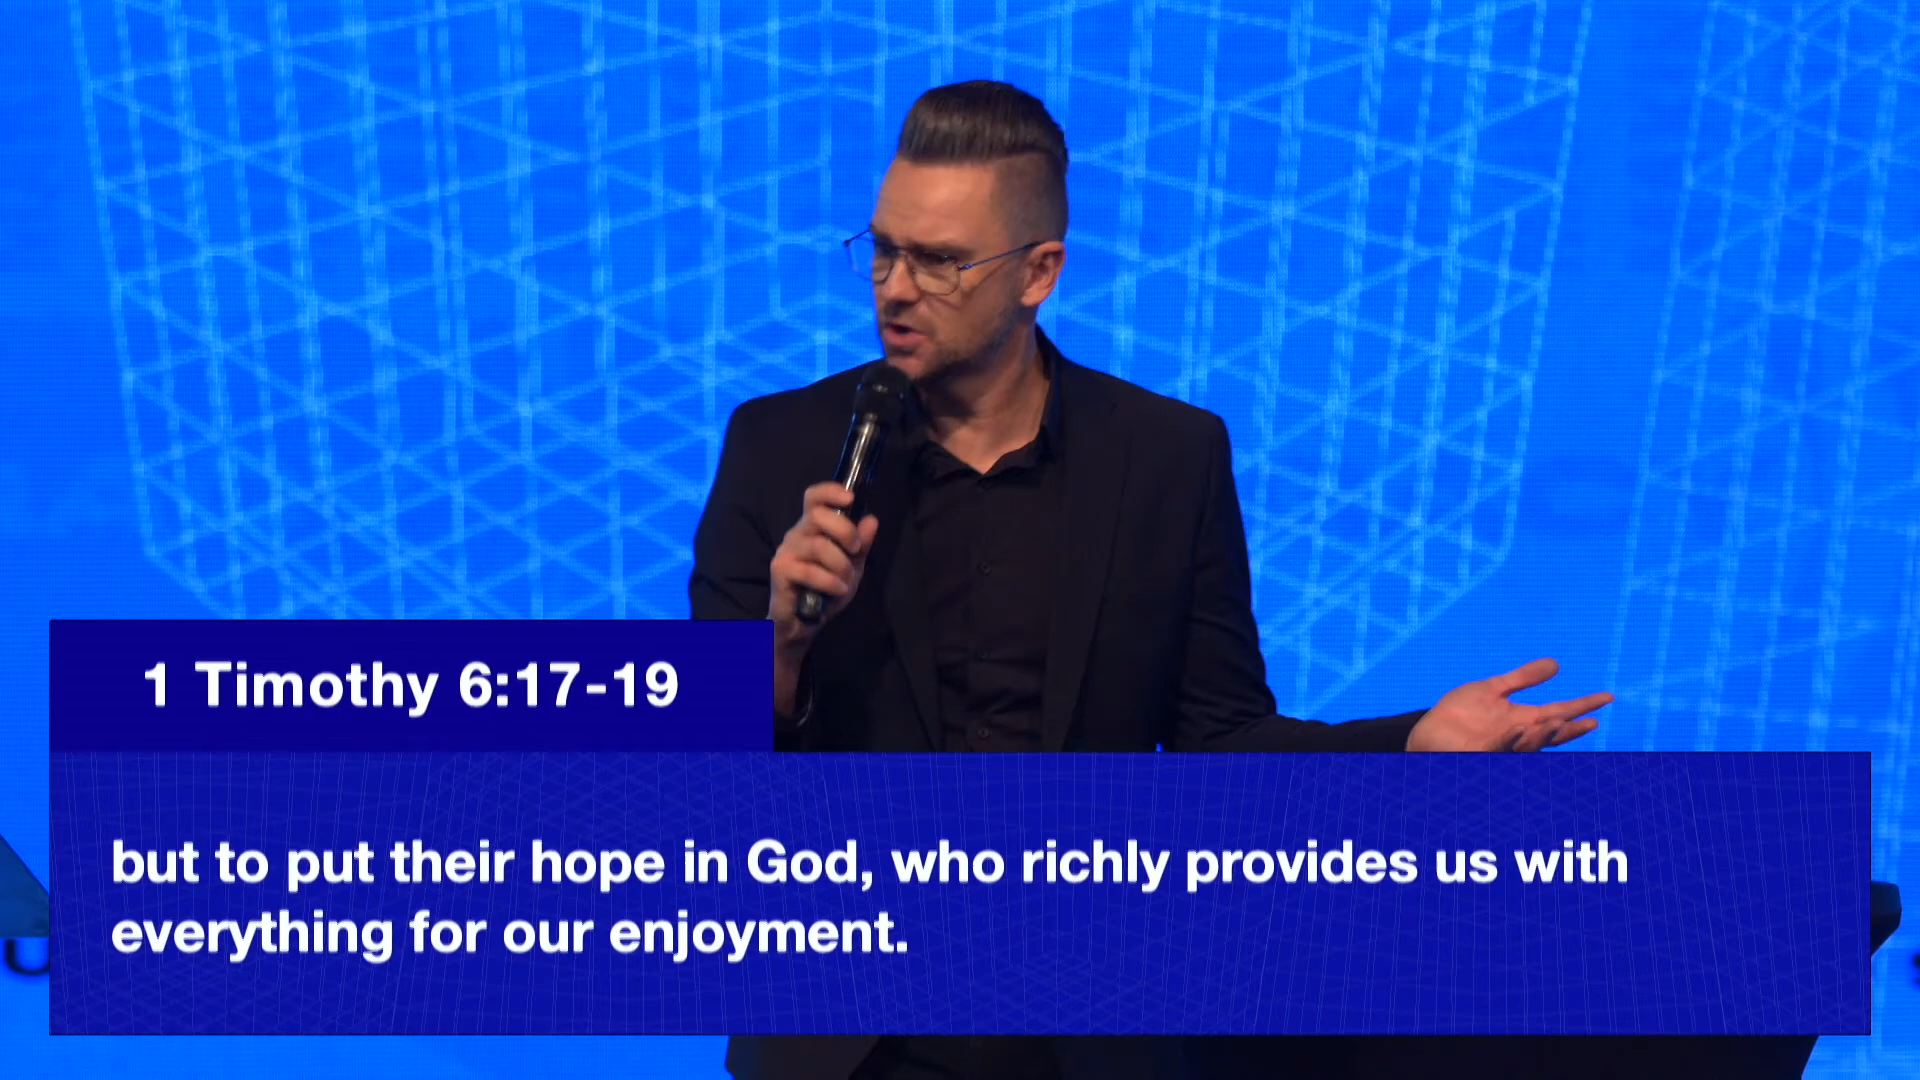 1 Timothy 6:17-19
but to put their hope in God, who richly provides us with
everything for our enjoyment.